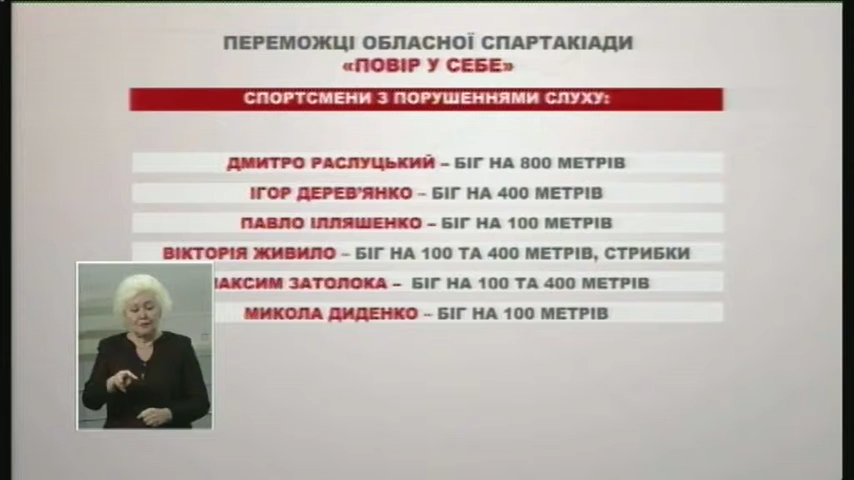 ПЕРЕМОЖЦІ ОБЛАСНОЇ СПАРТАКІАДИ
«ПОВІР У СЕБЕ»
СПОРТСМЕНИ З ПОРУШЕННЯМИ СЛУХУ:
ДМИТРО РАСЛУЦЬКИЙ – БІГ НА 800 МЕТРІВ
ІГОР ДЕРЕВ'ЯНКО – БІГ НА 400 МЕТРІВ
ПАВЛО ІЛЛЯШЕНКО – БІГ НА 100 МЕТРІВ
ВІКТОРІЯ ЖИВИЛО – БІГ НА 100 ТА 400 МЕТРІВ, СТРИБКИ
АКСИМ ЗАТОЛОКА – БІГ НА 100 ТА 400 МЕТРІВ
МИКОЛА ДИДЕНКО – БІГ НА 100 МЕТРІВ